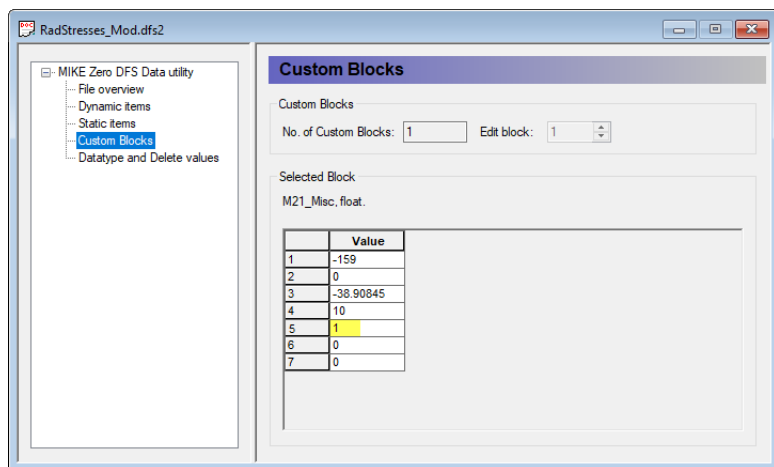 RadStresses_Mod.dfs2
MIKE Zero DFS Data utility
File overview
Dynamic items
Static items
Custom Blocks
Datatype and Delete values
Custom Blocks
Custom Blocks
No. of Custom Blocks: 1 Edit block: 1
Selected Block
M21_Misc, float.
Value
1 -159
2 0
3 -38.90845
4 10
5 1
6 0
7 0